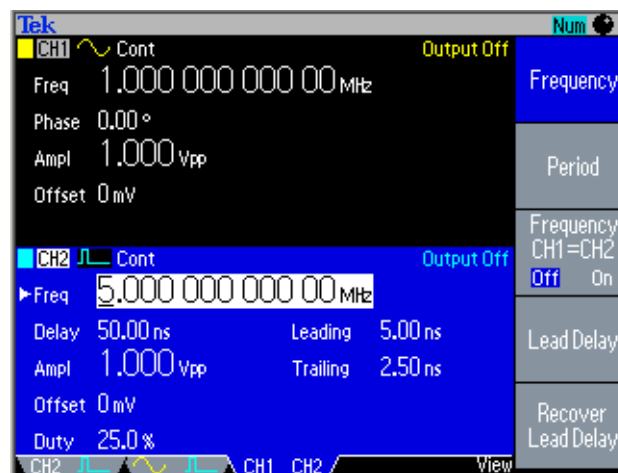 Tek
Num
CH1 Cont Output Off
Freq 1.000 000 000 00 MHz
Phase 0.00 °
Ampl 1.000 Vpp
Offset 0 mV
CH2 Cont Output Off
Freq 5.000 000 000 00 MHz
Delay 50.00 ns Leading 5.00 ns
Ampl 1.000 Vpp Trailing 2.50 ns
Offset 0 mV
Duty 25.0 %
CH2 CH1 CH2 View
Frequency
Period
Frequency
CH1=CH2
Off On
Lead Delay
Recover
Lead Delay